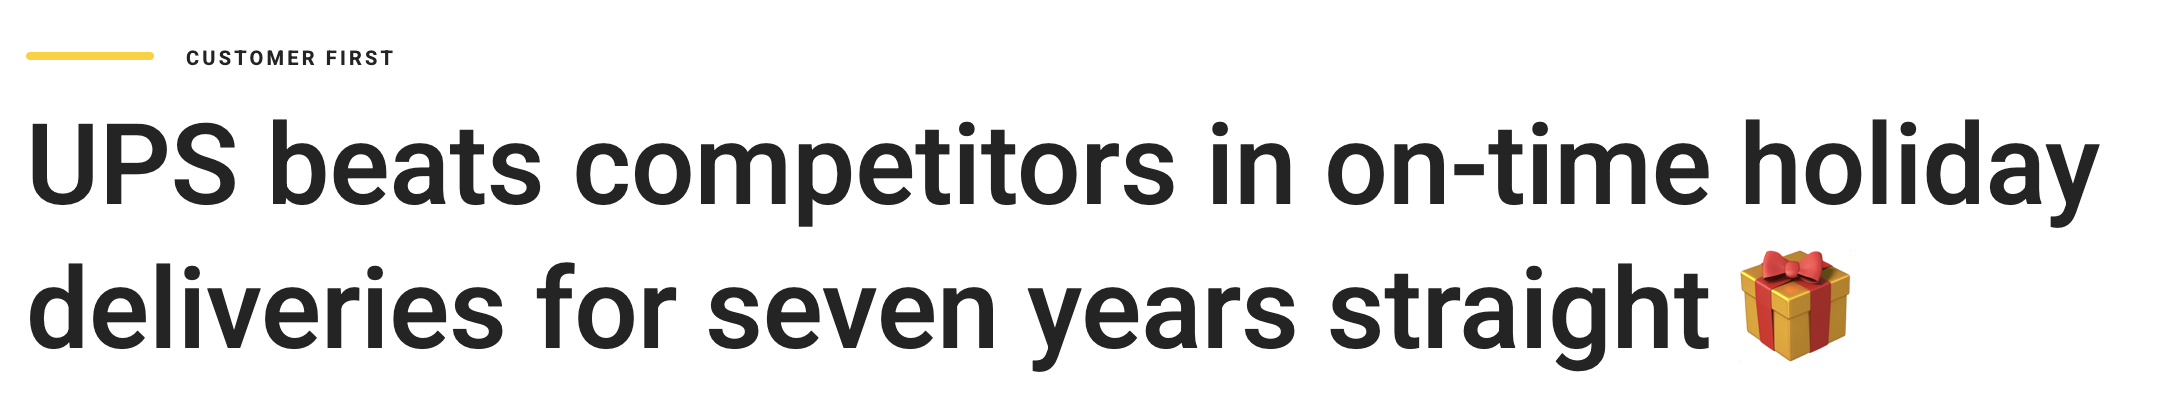 CUSTOMER FIRST
UPS beats competitors in on-time holiday
deliveries for seven years straight 🎁